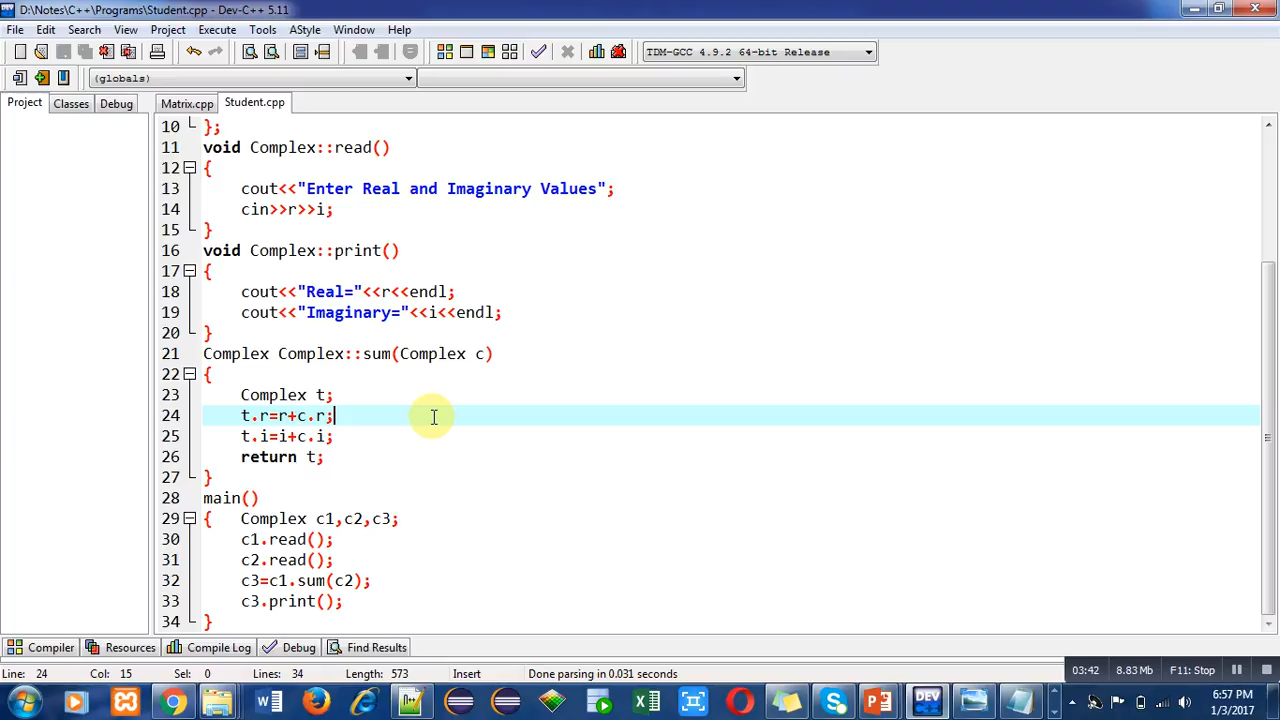 D:\Notes\C++\Programs\Student.cpp - Dev-C++ 5.11
File Edit Search View Project Execute Tools AStyle Window Help
TDM-GCC 4.9.2 64-bit Release
(globals)
Project Classes Debug Matrix.cpp Student.cpp
10 };
11 void Complex::read()
12 {
13 cout<<"Enter Real and Imaginary Values";
14 cin>>r>>i;
15 }
16 void Complex::print()
17 {
18 cout<<"Real="<<r<<endl;
19 cout<<"Imaginary="<<i<<endl;
20 }
21 Complex Complex::sum(Complex c)
22 {
23 Complex t;
24 t.r=r+c.r;
25 t.i=i+c.i;
26 return t;
27 }
28 main()
29 { Complex c1,c2,c3;
30 c1.read();
31 c2.read();
32 c3=c1.sum(c2);
33 c3.print();
34 }
Compiler Resources Compile Log Debug Find Results
Line: 24 Col: 15 Sel: 0 Lines: 34 Length: 573 Insert Done parsing in 0.031 seconds 03:42 8.83 Mb F11: Stop
6:57 PM
1/3/2017